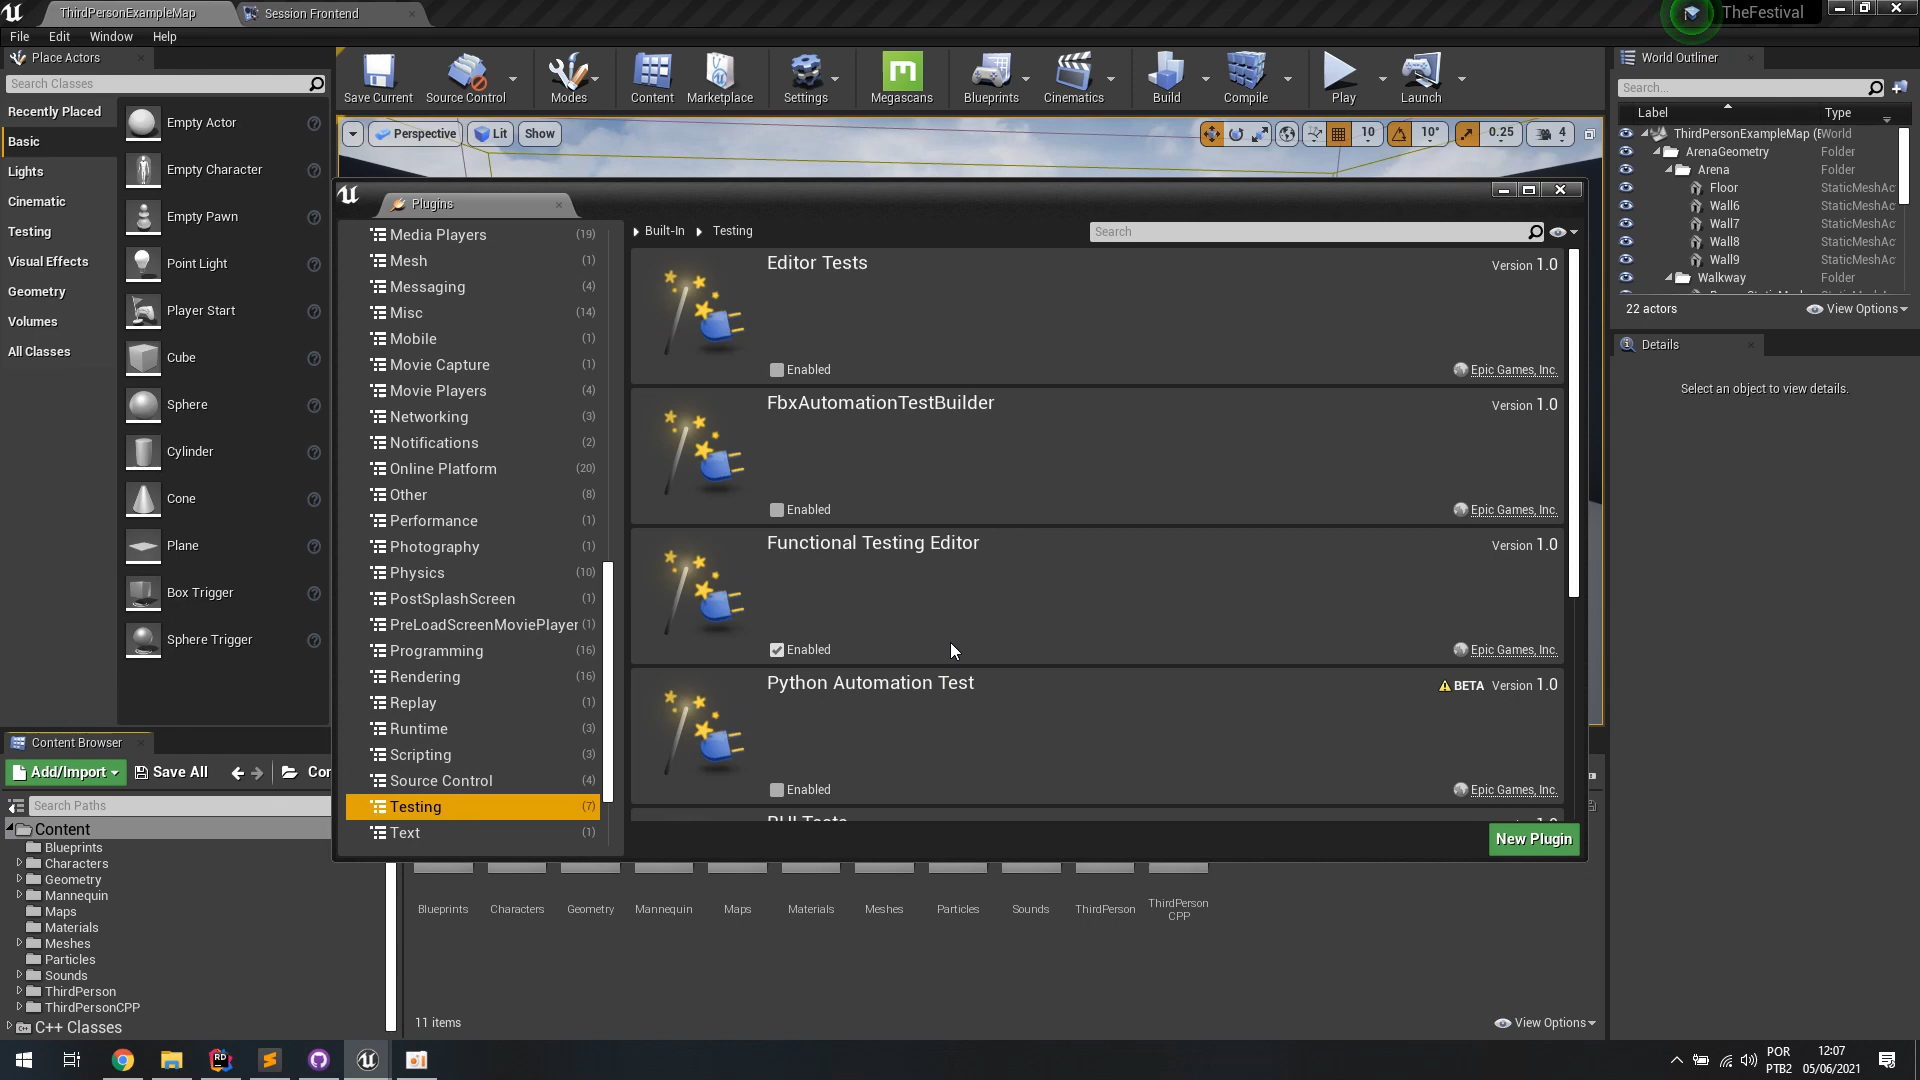 ThirdPersonExampleMap
Session Frontend
TheFestival
File
Edit
Window
Help
Place Actors
Search Classes
Recently Placed
Basic
Lights
Cinematic
Testing
Visual Effects
Geometry
Volumes
All Classes
Empty Actor
Empty Character
Empty Pawn
Point Light
Player Start
Cube
Sphere
Cylinder
Cone
Plane
Box Trigger
Sphere Trigger
Save Current
Source Control
Modes
Content
Marketplace
Settings
Megascans
Blueprints
Cinematics
Build
Compile
Play
Launch
Perspective
Lit
Show
10
10°
0.25
4
World Outliner
Search...
Label
Type
ThirdPersonExampleMap (E
World
ArenaGeometry
Folder
Arena
Folder
Floor
StaticMeshAc
Wall6
StaticMeshAc
Wall7
StaticMeshAc
Wall8
StaticMeshAc
Wall9
StaticMeshAc
Walkway
Folder
22 actors
View Options
Details
Select an object to view details.
Plugins
Media Players (19)
Mesh (1)
Messaging (4)
Misc (14)
Mobile (1)
Movie Capture (1)
Movie Players (4)
Networking (3)
Notifications (2)
Online Platform (20)
Other (8)
Performance (1)
Photography (1)
Physics (10)
PostSplashScreen (1)
PreLoadScreenMoviePlayer (1)
Programming (16)
Rendering (16)
Replay (1)
Runtime (3)
Scripting (3)
Source Control (4)
Testing (7)
Text (1)
Built-In
Testing
Search
Editor Tests
Version 1.0
Enabled
Epic Games, Inc.
FbxAutomationTestBuilder
Version 1.0
Enabled
Epic Games, Inc.
Functional Testing Editor
Version 1.0
Enabled
Epic Games, Inc.
Python Automation Test
BETA Version 1.0
Enabled
Epic Games, Inc.
New Plugin
Content Browser
Add/Import
Save All
Con
Search Paths
Content
Blueprints
Characters
Geometry
Mannequin
Maps
Materials
Meshes
Particles
Sounds
ThirdPerson
ThirdPersonCPP
C++ Classes
Blueprints
Characters
Geometry
Mannequin
Maps
Materials
Meshes
Particles
Sounds
ThirdPerson
ThirdPerson
CPP
11 items
View Options
RD
POR
PTB2
12:07
05/06/2021